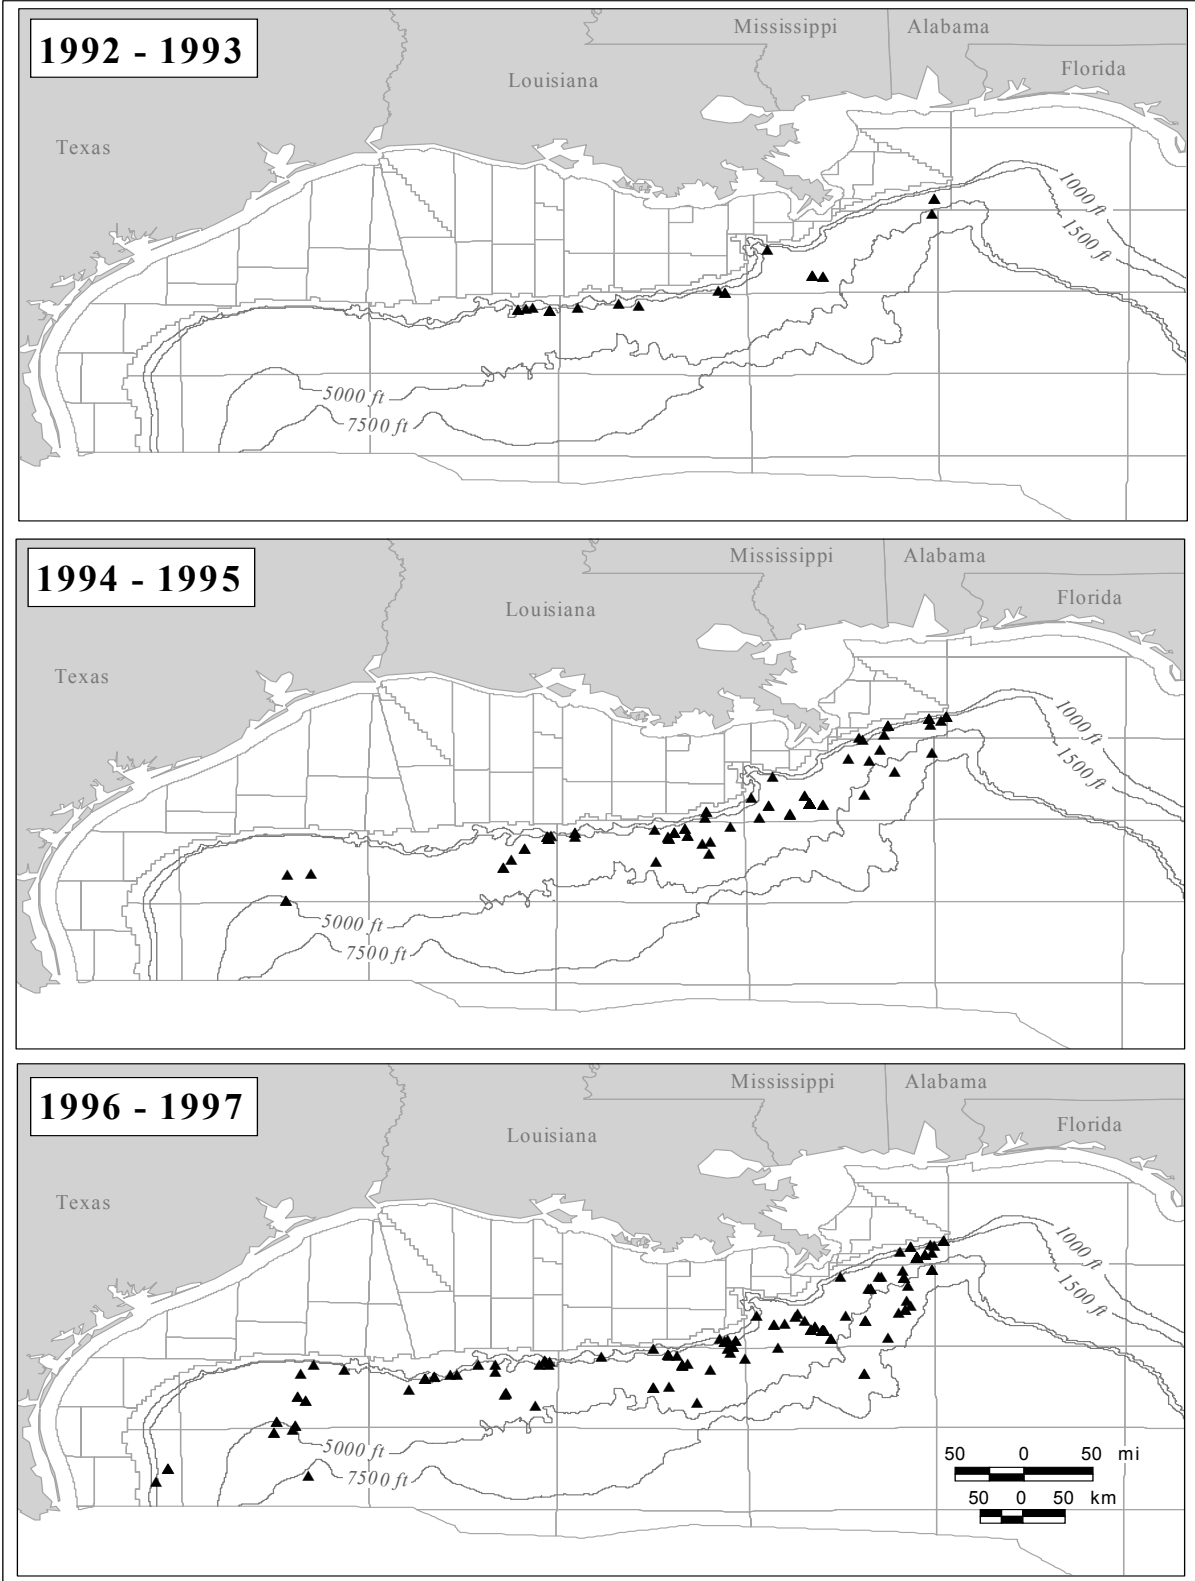 1992 - 1993
Mississippi
Alabama
Louisiana
Florida
Texas
1000 ft
1500 ft
5000 ft
7500 ft
1994 - 1995
Mississippi
Alabama
Louisiana
Florida
Texas
1000 ft
1500 ft
5000 ft
7500 ft
1996 - 1997
Mississippi
Alabama
Louisiana
Florida
Texas
1000 ft
1500 ft
5000 ft
7500 ft
50 0 50 mi
50 0 50 km